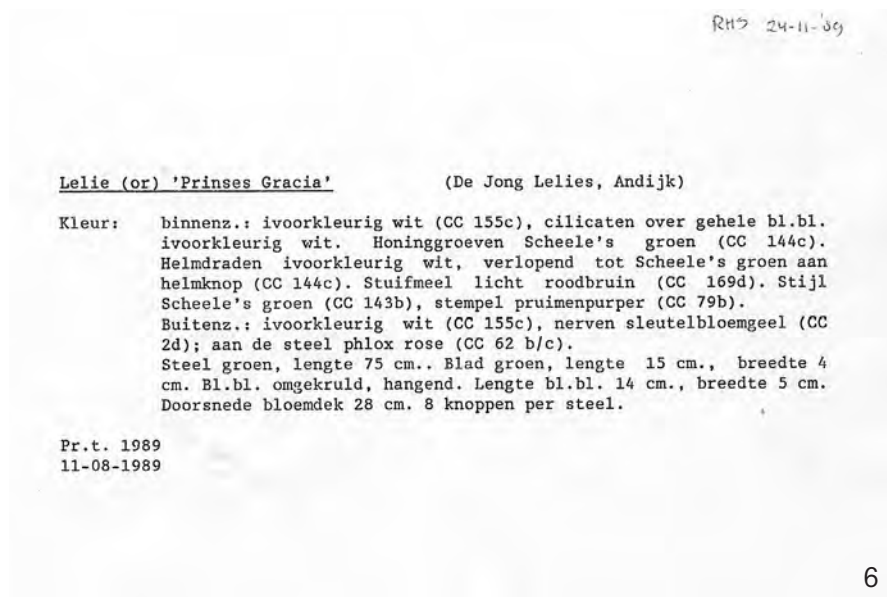 RHS 24-11-'89
Lelie (or) 'Prinses Gracia' (De Jong Lelies, Andijk)
Kleur: binnenz.: ivoorkleurig wit (CC 155c), cilicaten over gehele bl.bl.
ivoorkleurig wit. Honinggroeven Scheele's groen (CC 144c).
Helmdraden ivoorkleurig wit, verlopend tot Scheele's groen aan
helmknop (CC 144c). Stuifmeel licht roodbruin (CC 169d). Stijl
Scheele's groen (CC 143b), stempel pruimenpurper (CC 79b).
Buitenz.: ivoorkleurig wit (CC 155c), nerven sleutelbloemgeel (CC
2d); aan de steel phlox rose (CC 62 b/c).
Steel groen, lengte 75 cm.. Blad groen, lengte 15 cm., breedte 4
cm. Bl.bl. omgekruld, hangend. Lengte bl.bl. 14 cm., breedte 5 cm.
Doorsnede bloemdek 28 cm. 8 knoppen per steel.
Pr.t. 1989
11-08-1989
6